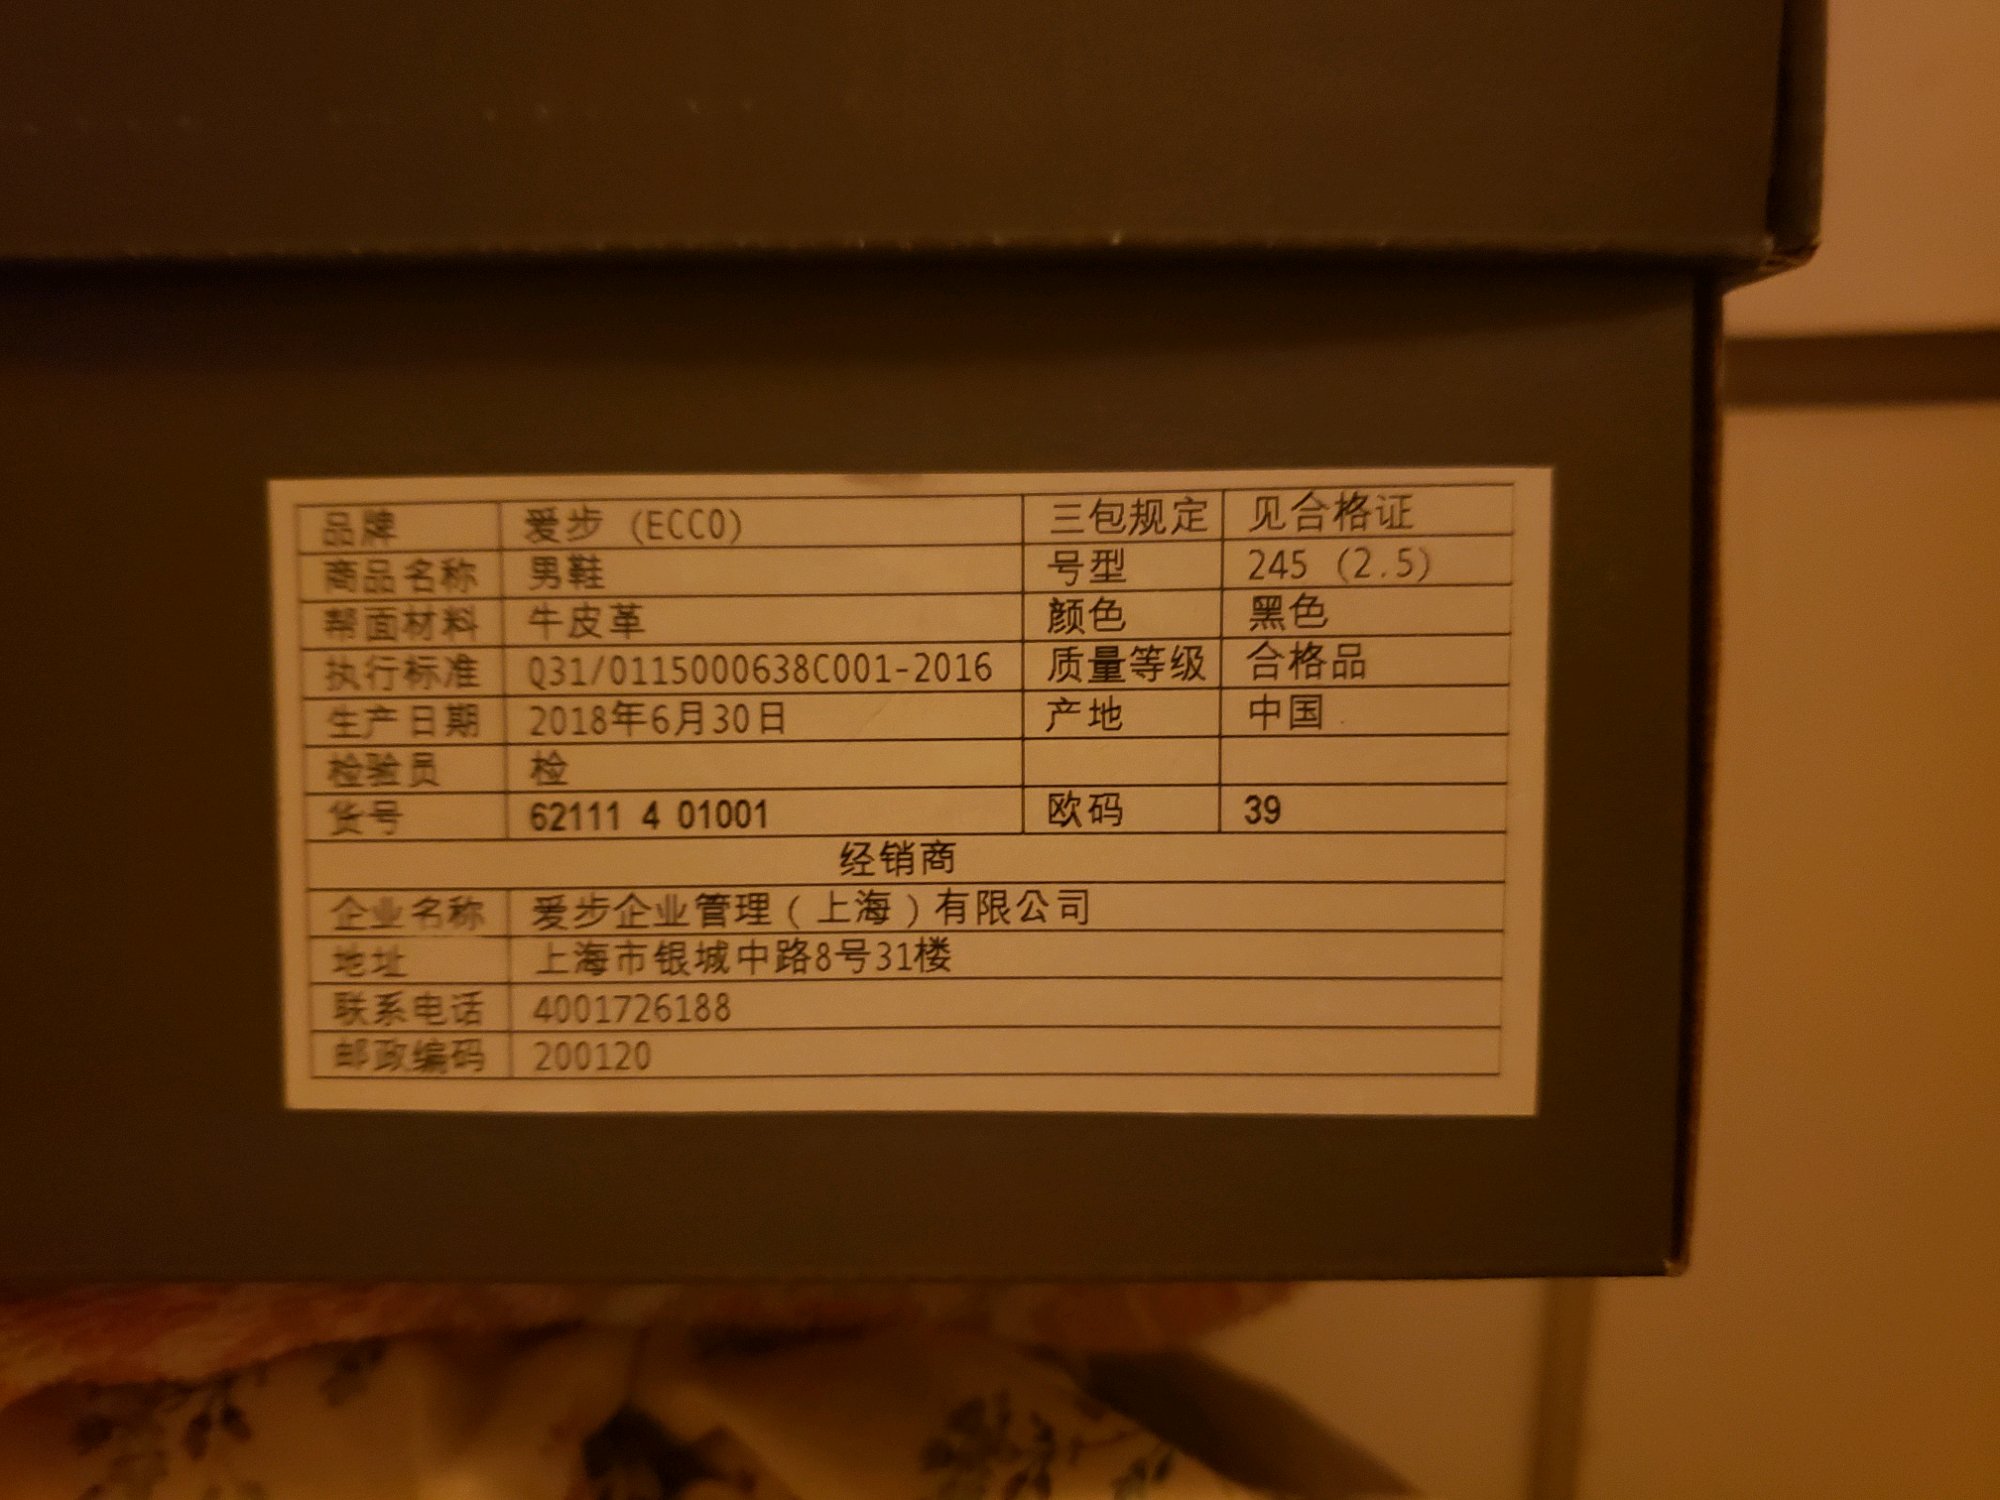 品牌 爱步 (ECCO) 三包规定 见合格证
商品名称 男鞋 号型 245 (2.5)
帮面材料 牛皮革 颜色 黑色
执行标准 Q31/0115000638C001-2016 质量等级 合格品
生产日期 2018年6月30日 产地 中国
检验员 检
货号 62111 4 01001 欧码 39
经销商
企业名称 爱步企业管理(上海)有限公司
地址 上海市银城中路8号31楼
联系电话 4001726188
邮政编码 200120